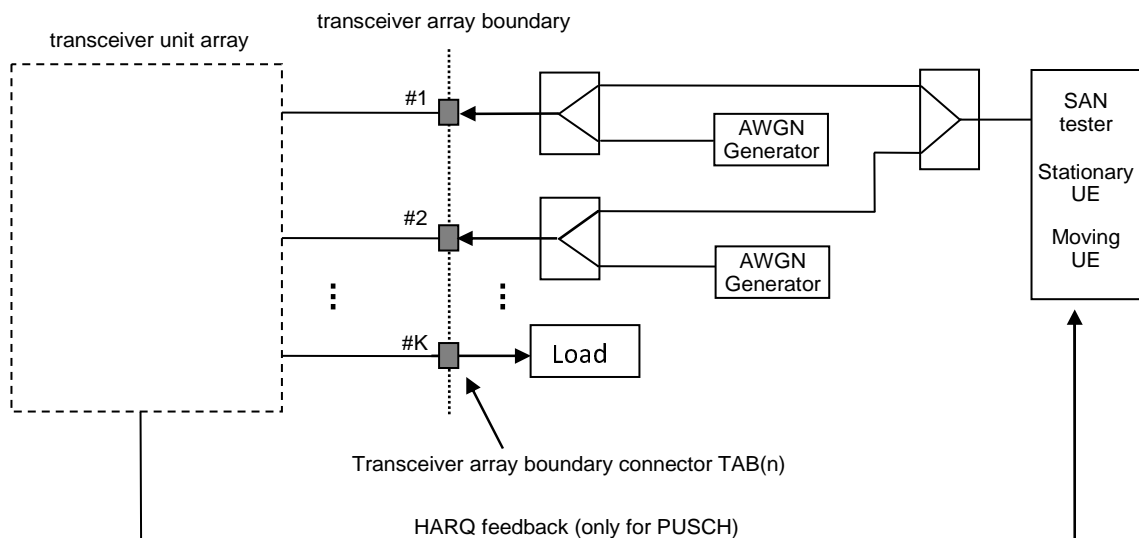 transceiver array boundary
transceiver unit array
#1
AWGN
Generator
SAN
tester
Stationary
UE
Moving
UE
#2
AWGN
Generator
#K
Load
Transceiver array boundary connector TAB(n)
HARQ feedback (only for PUSCH)